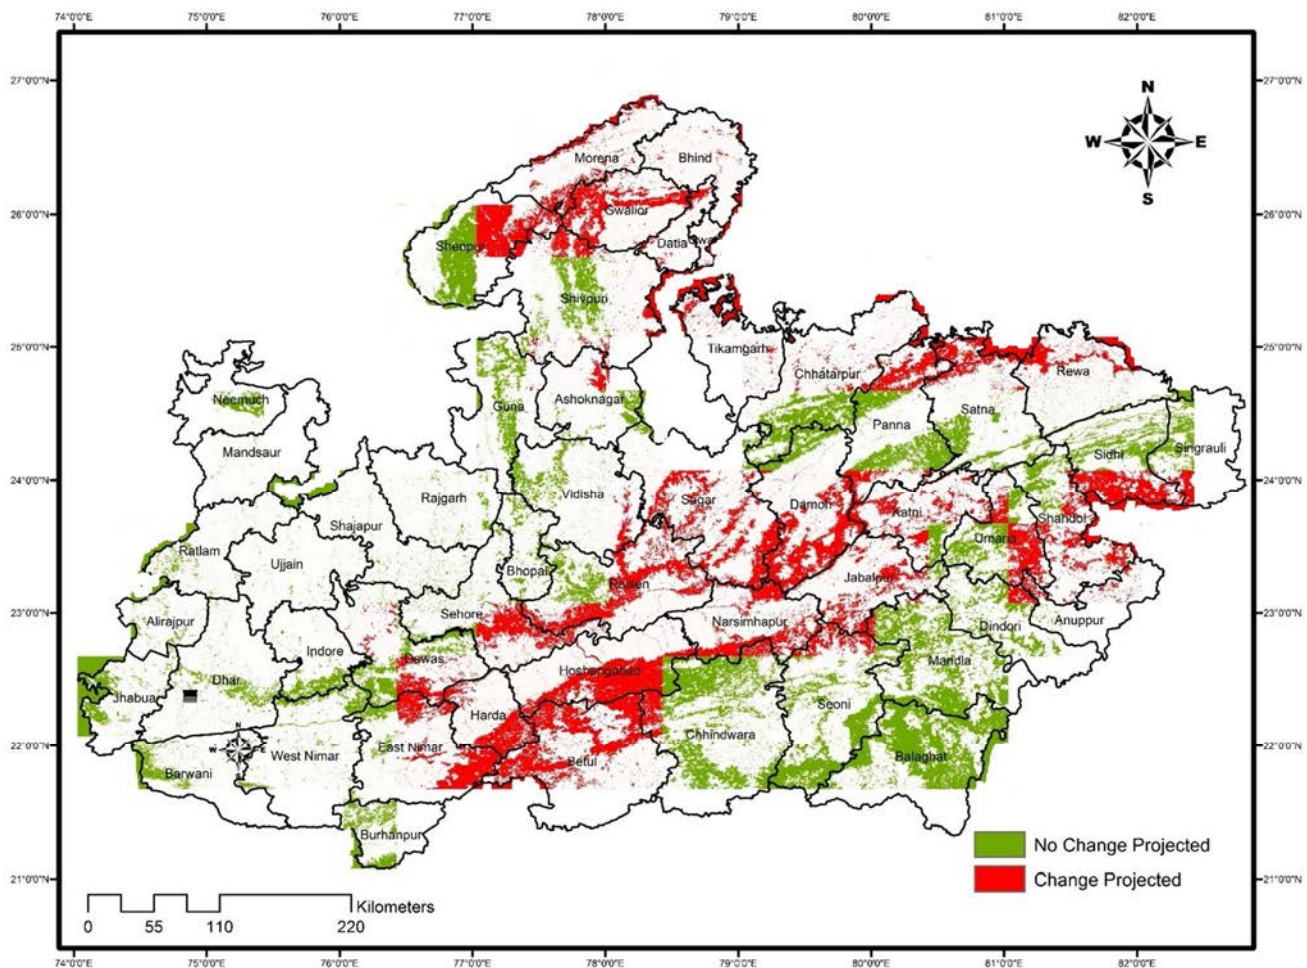 74°0'0"E 75°0'0"E 76°0'0"E 77°0'0"E 78°0'0"E 79°0'0"E 80°0'0"E 81°0'0"E 82°0'0"E
27°0'0"N 27°0'0"N
N
W E
S
Morena
Bhind
26°0'0"N 26°0'0"N
Gwalior
Sheopur
Datia
Shivpuri
25°0'0"N 25°0'0"N
Tikamgarh
Chhatarpur
Rewa
Neemuch
Guna
Ashoknagar
Satna
Panna
Mandsaur
Sidhi
Singrauli
24°0'0"N 24°0'0"N
Rajgarh
Vidisha
Sagar
Damoh
Katni
Shajapur
Shahdol
Ratlam
Ujjain
Umaria
Bhopal
Raisen
Jabalpur
23°0'0"N 23°0'0"N
Alirajpur
Sehore
Narsimhapur
Dindori
Anuppur
Indore
Dewas
Hoshangabad
Mandla
Jhabua
Dhar
Seoni
Harda
22°0'0"N 22°0'0"N
N
W E
West Nimar
East Nimar
Chhindwara
Barwani
Betul
Balaghat
Burhanpur
No Change Projected
Change Projected
21°0'0"N 21°0'0"N
Kilometers
0 55 110 220
74°0'0"E 75°0'0"E 76°0'0"E 77°0'0"E 78°0'0"E 79°0'0"E 80°0'0"E 81°0'0"E 82°0'0"E